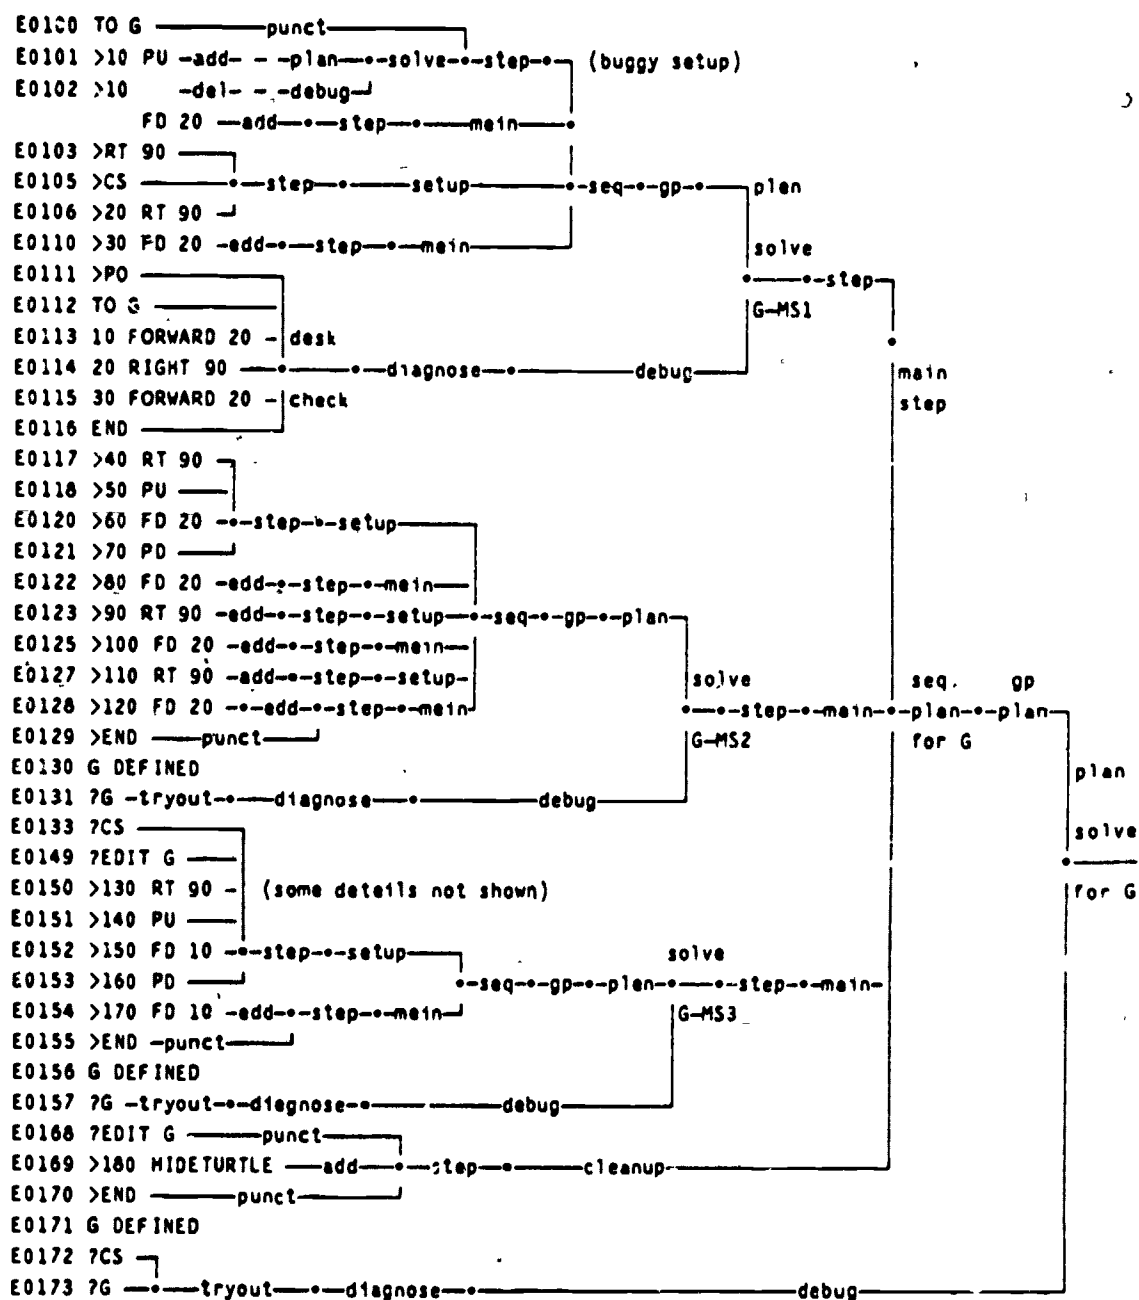 E0100 TO G punct
E0101 >10 PU -add- - -plan-solve-step (buggy setup)
E0102 >10 -del- - -debug
FD 20 add step main
E0103 >RT 90
E0105 >CS step setup seq gp plan
E0106 >20 RT 90
E0110 >30 FD 20 -add step main
solve
E0111 >PO step
E0112 TO G G-MS1
E0113 10 FORWARD 20 - desk
E0114 20 RIGHT 90 diagnose debug main
E0115 30 FORWARD 20 - check step
E0116 END
E0117 >40 RT 90
E0118 >50 PU
E0120 >60 FD 20 step setup
E0121 >70 PD
E0122 >80 FD 20 -add step main
E0123 >90 RT 90 -add step setup seq gp plan
E0125 >100 FD 20 -add step main
E0127 >110 RT 90 -add step setup solve seq. gp
E0128 >120 FD 20 -add step main step main plan plan
E0129 >END punct G-MS2 for G
E0130 G DEFINED plan
E0131 ?G -tryout diagnose debug
E0133 ?CS solve
E0149 ?EDIT G
E0150 >130 RT 90 - (some details not shown) for G
E0151 >140 PU
E0152 >150 FD 10 step setup solve
E0153 >160 PD seq gp plan step main
E0154 >170 FD 10 -add step main G-MS3
E0155 >END -punct
E0156 G DEFINED
E0157 ?G -tryout diagnose debug
E0168 ?EDIT G punct
E0169 >180 HIDETURTLE add step cleanup
E0170 >END punct
E0171 G DEFINED
E0172 ?CS
E0173 ?G tryout diagnose debug